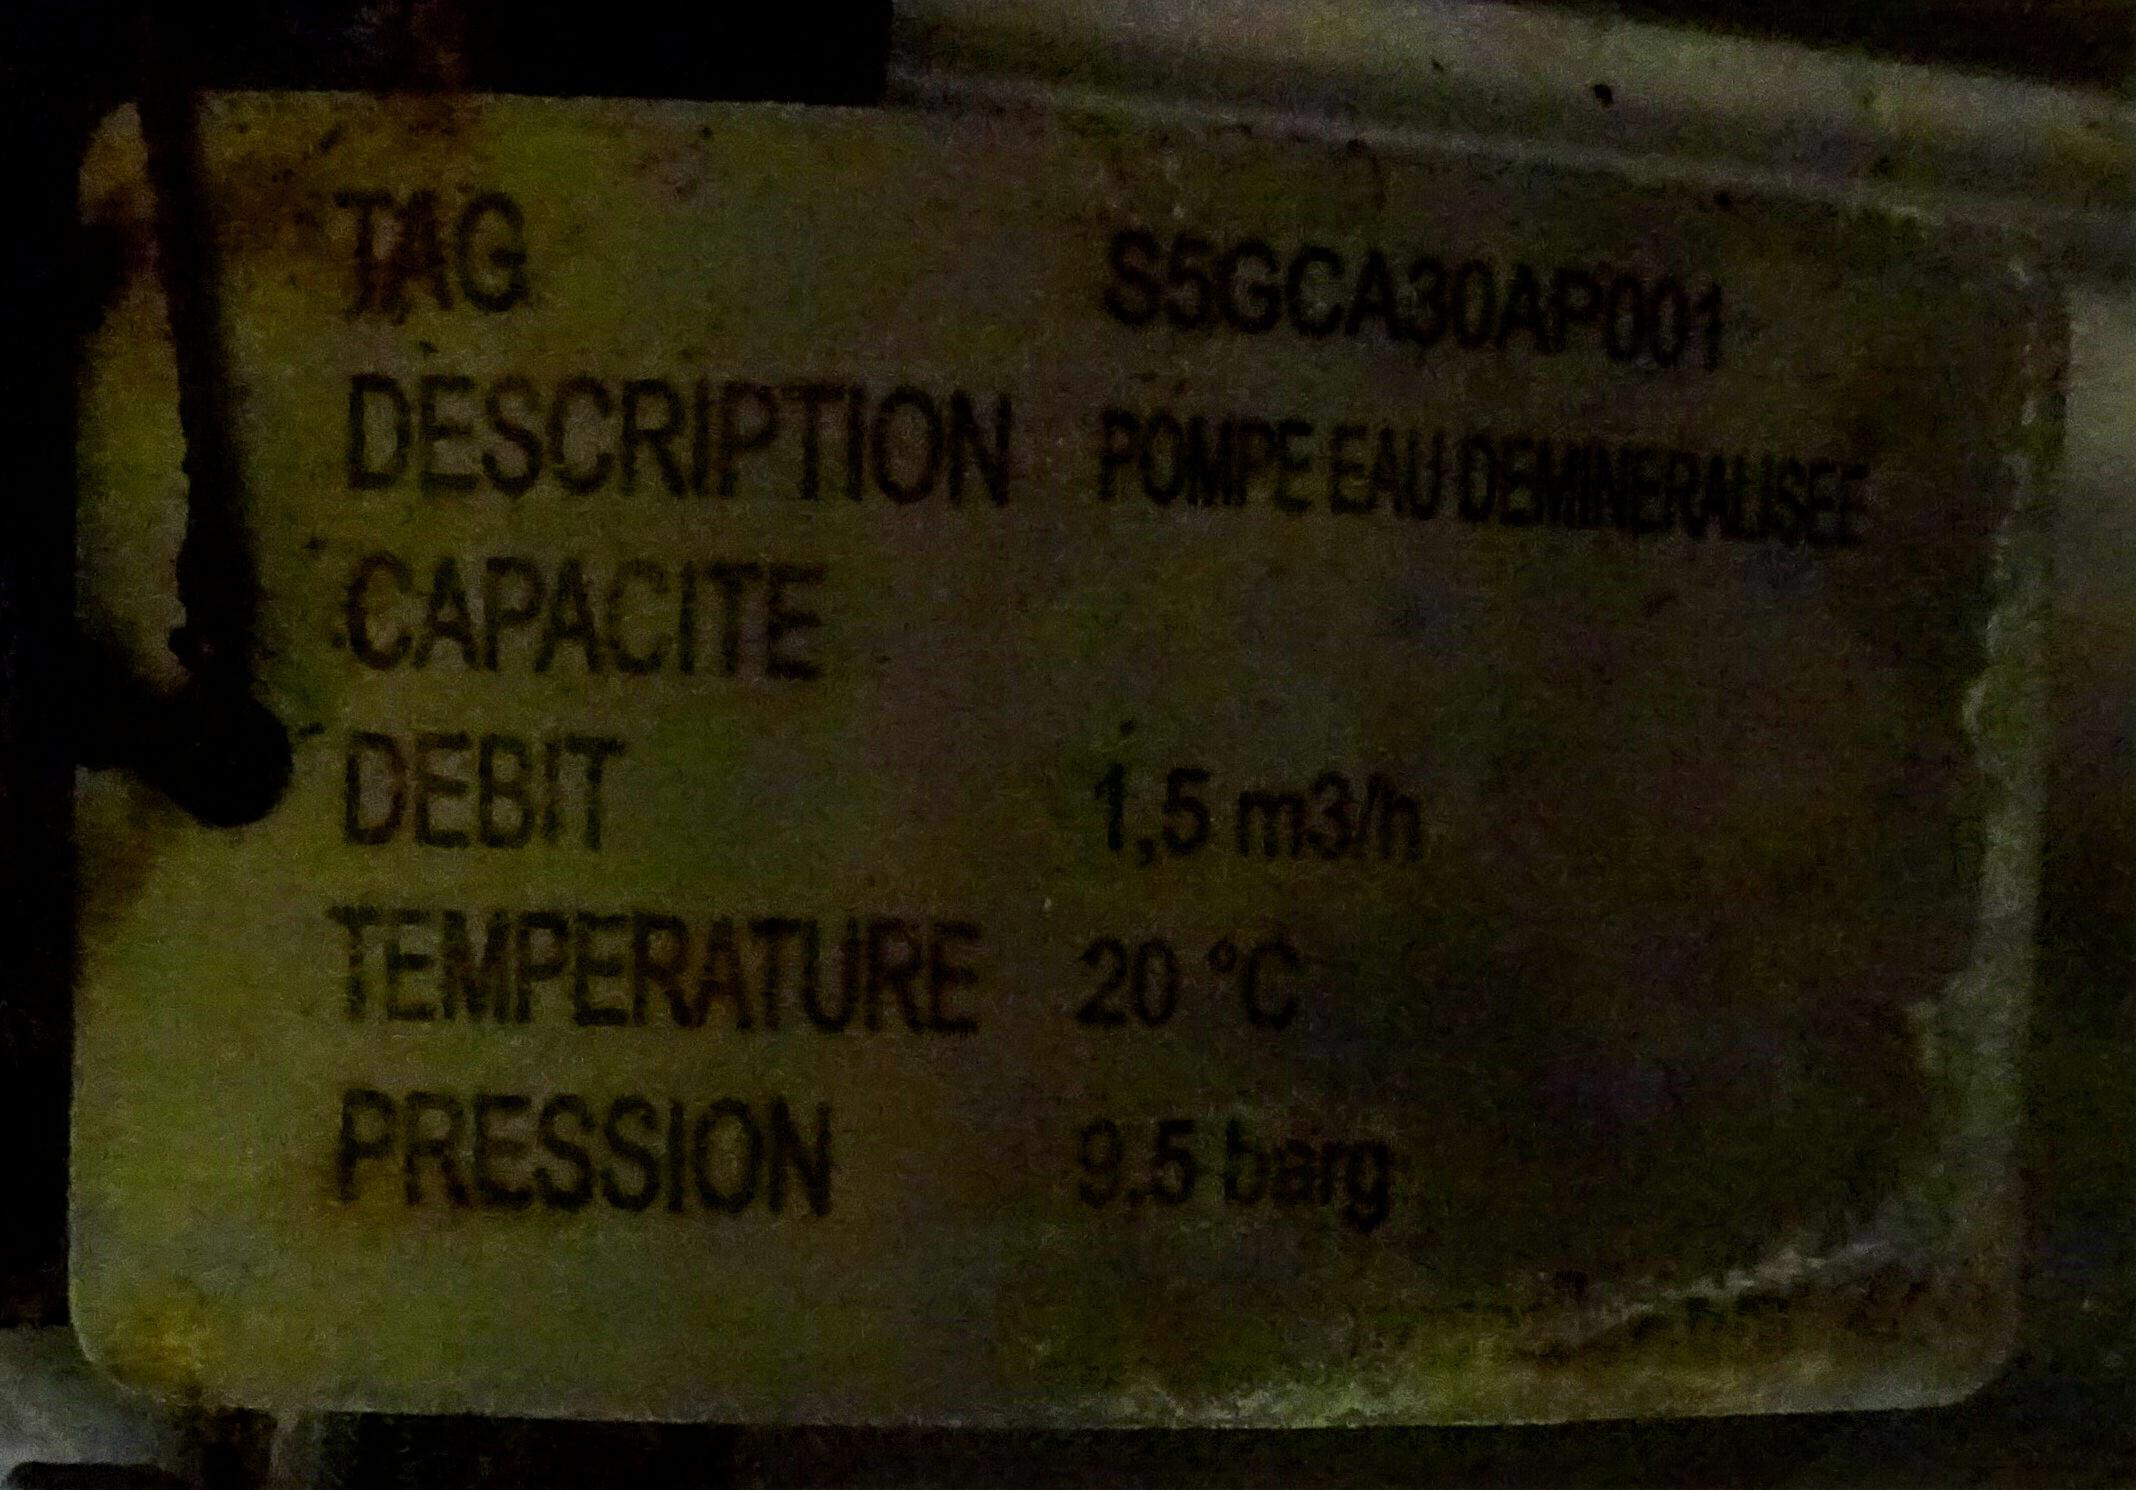 TAG S5GCA30AP001
DESCRIPTION POMPE EAU DEMINERALISEE
CAPACITE
DEBIT 1,5 m3/h
TEMPERATURE 20 °C
PRESSION 9.5 barg